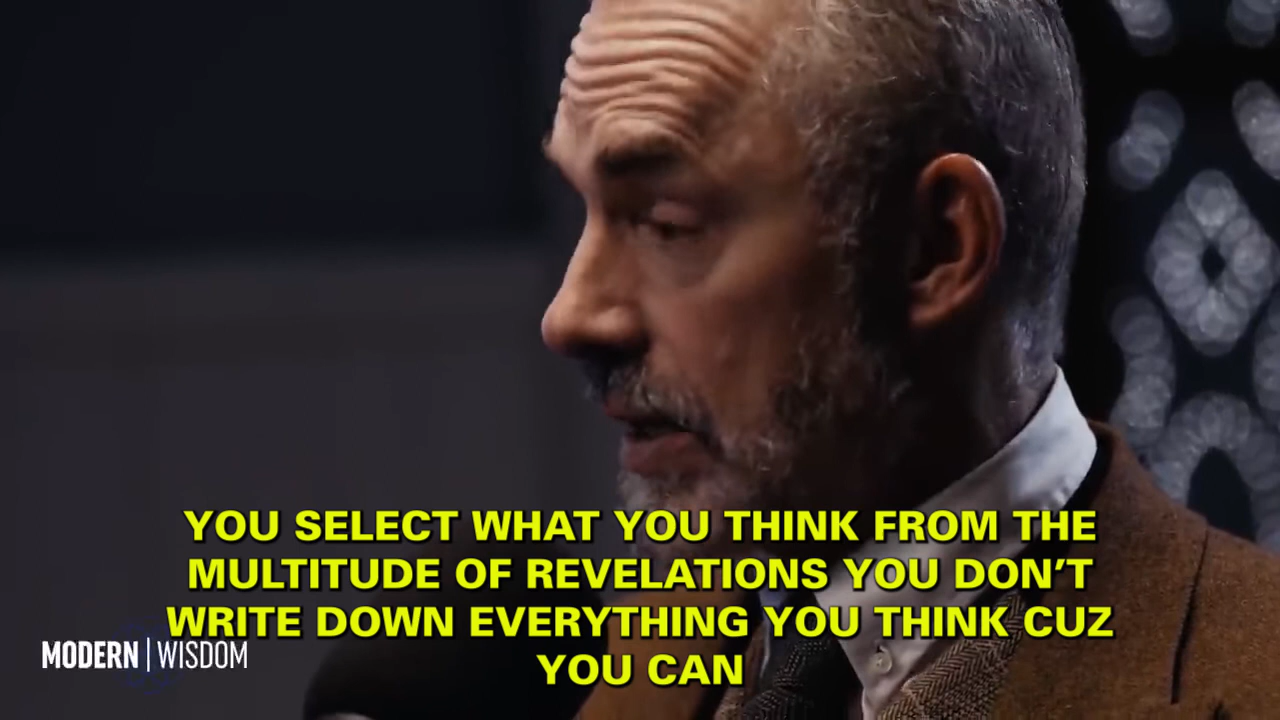 YOU SELECT WHAT YOU THINK FROM THE
MULTITUDE OF REVELATIONS YOU DON'T
WRITE DOWN EVERYTHING YOU THINK CUZ
YOU CAN
MODERN | WISDOM